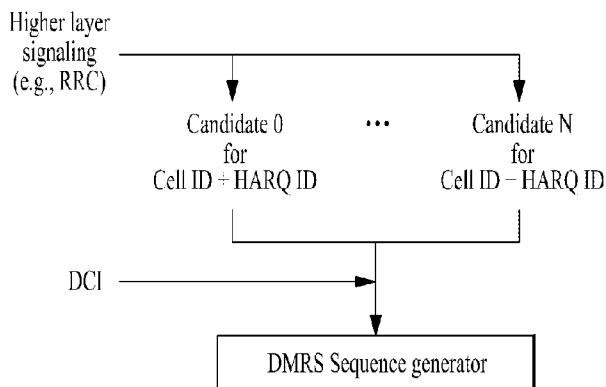 Higher layer
signaling
(e.g., RRC)
Candidate 0
for
Cell ID + HARQ ID
...
Candidate N
for
Cell ID − HARQ ID
DCI
DMRS Sequence generator